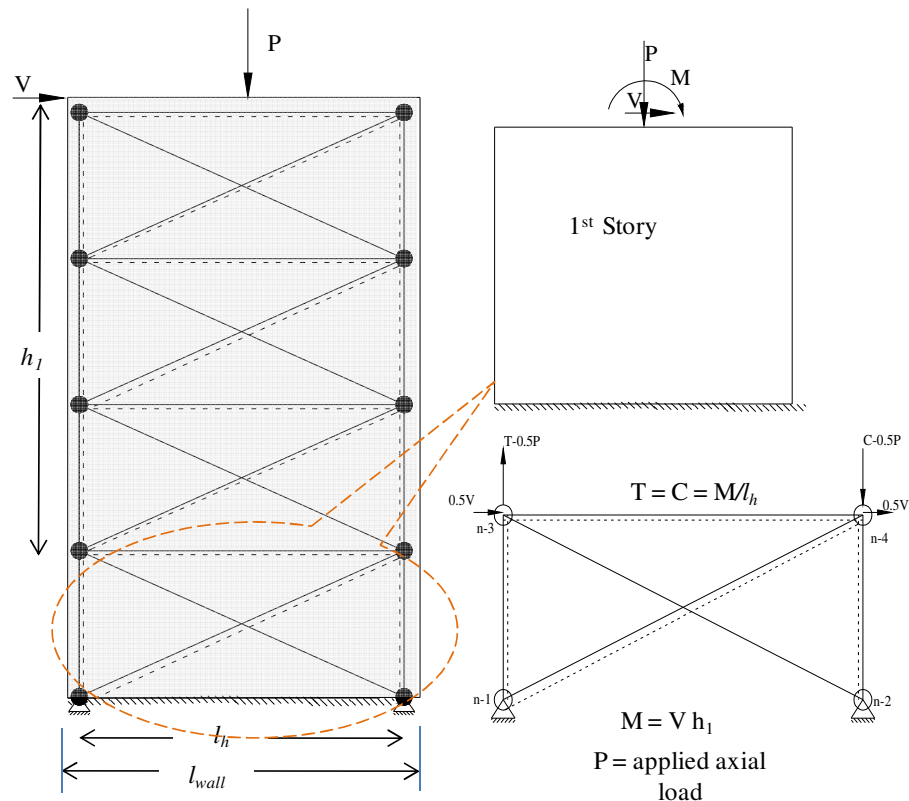 P
V
h1
lh
lwall
P
M
V
1st Story
T-0.5P
C-0.5P
T = C = M/lh
0.5V
0.5V
n-3
n-4
n-1
n-2
M = V h1
P = applied axial
load